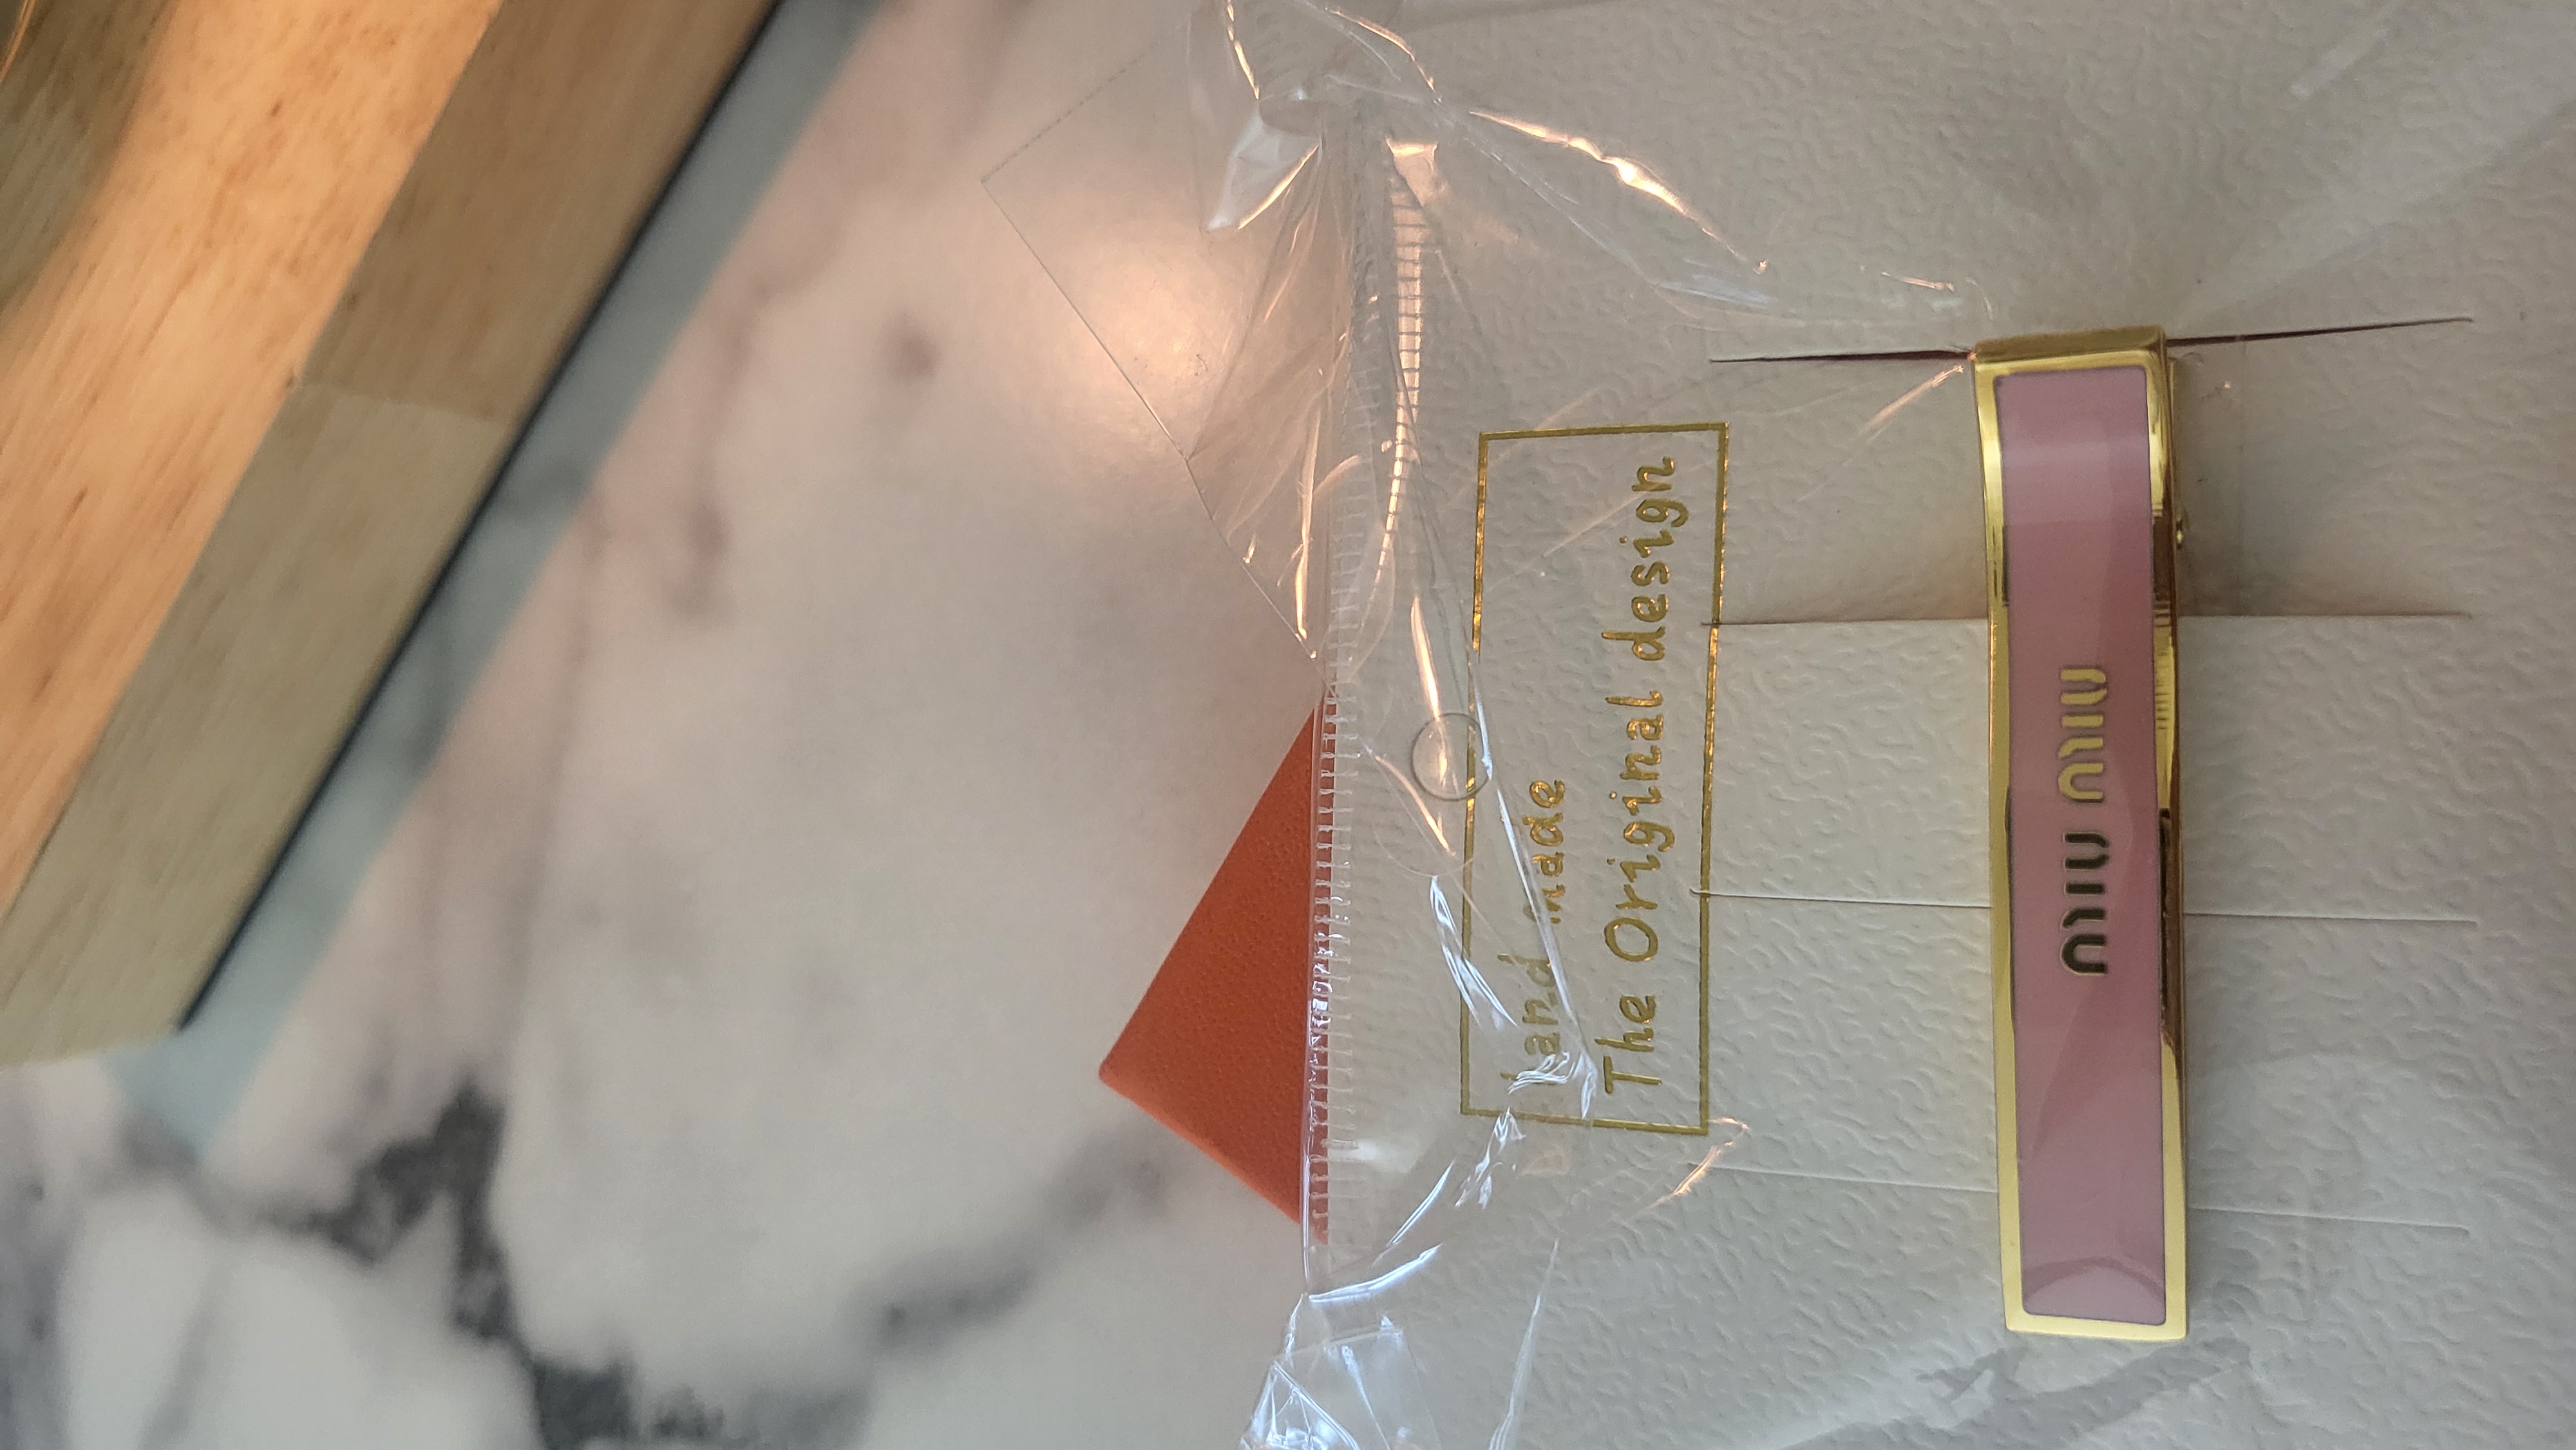 hand made
The Original design
miu miu